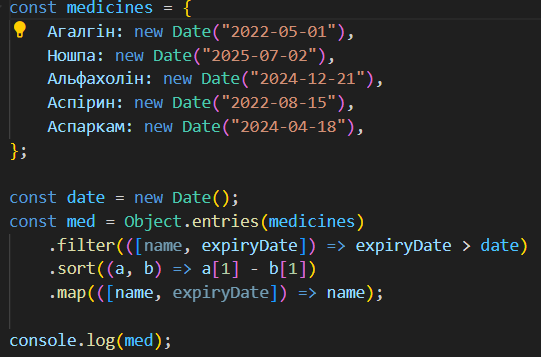 const medicines = {
    Агалгін: new Date("2022-05-01"),
    Ношпа: new Date("2025-07-02"),
    Альфахолін: new Date("2024-12-21"),
    Аспірин: new Date("2022-08-15"),
    Аспаркам: new Date("2024-04-18"),
};
const date = new Date();
const med = Object.entries(medicines)
    .filter(([name, expiryDate]) => expiryDate > date)
    .sort((a, b) => a[1] - b[1])
    .map(([name, expiryDate]) => name);
console.log(med);